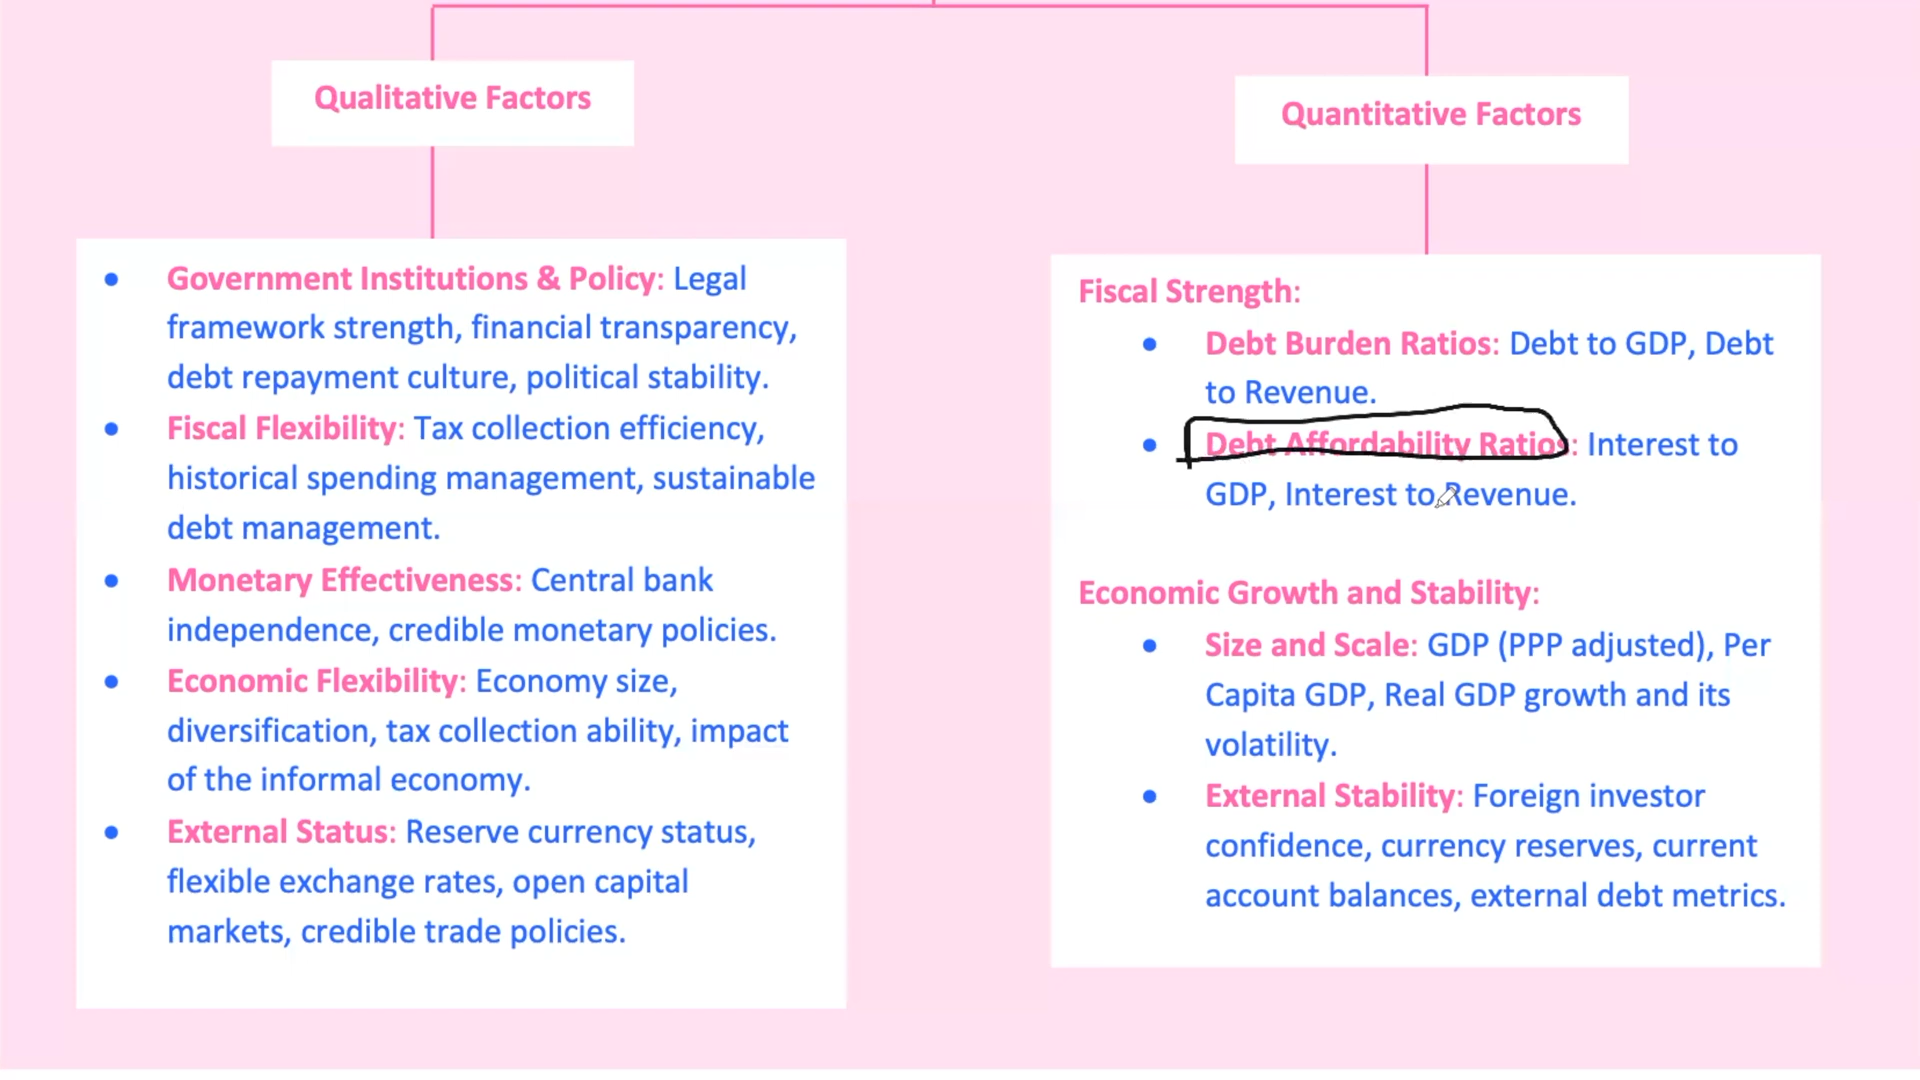 Qualitative Factors
Quantitative Factors
• Government Institutions & Policy: Legal
framework strength, financial transparency,
debt repayment culture, political stability.
• Fiscal Flexibility: Tax collection efficiency,
historical spending management, sustainable
debt management.
• Monetary Effectiveness: Central bank
independence, credible monetary policies.
• Economic Flexibility: Economy size,
diversification, tax collection ability, impact
of the informal economy.
• External Status: Reserve currency status,
flexible exchange rates, open capital
markets, credible trade policies.
Fiscal Strength:
• Debt Burden Ratios: Debt to GDP, Debt
to Revenue.
• Debt Affordability Ratios: Interest to
GDP, Interest to Revenue.
Economic Growth and Stability:
• Size and Scale: GDP (PPP adjusted), Per
Capita GDP, Real GDP growth and its
volatility.
• External Stability: Foreign investor
confidence, currency reserves, current
account balances, external debt metrics.